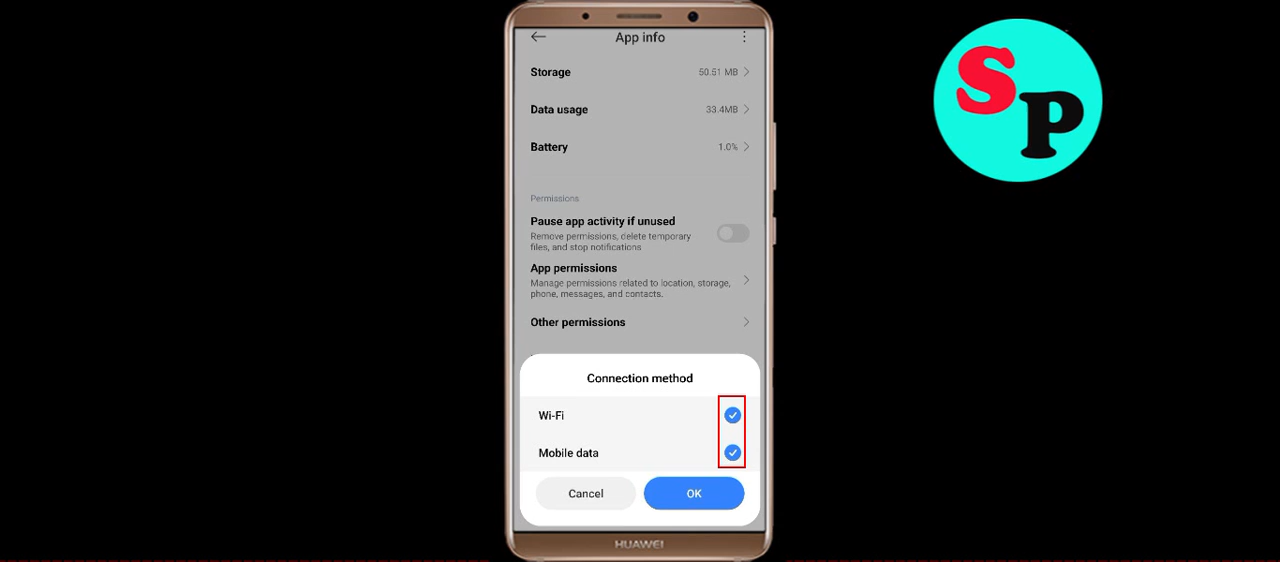 App info
Storage 50.51 MB
Data usage 33.4MB
Battery 1.0%
Permissions
Pause app activity if unused
Remove permissions, delete temporary
files, and stop notifications
App permissions
Manage permissions related to location, storage,
phone, messages, and contacts.
Other permissions
Connection method
Wi-Fi
Mobile data
Cancel OK
HUAWEI
SP